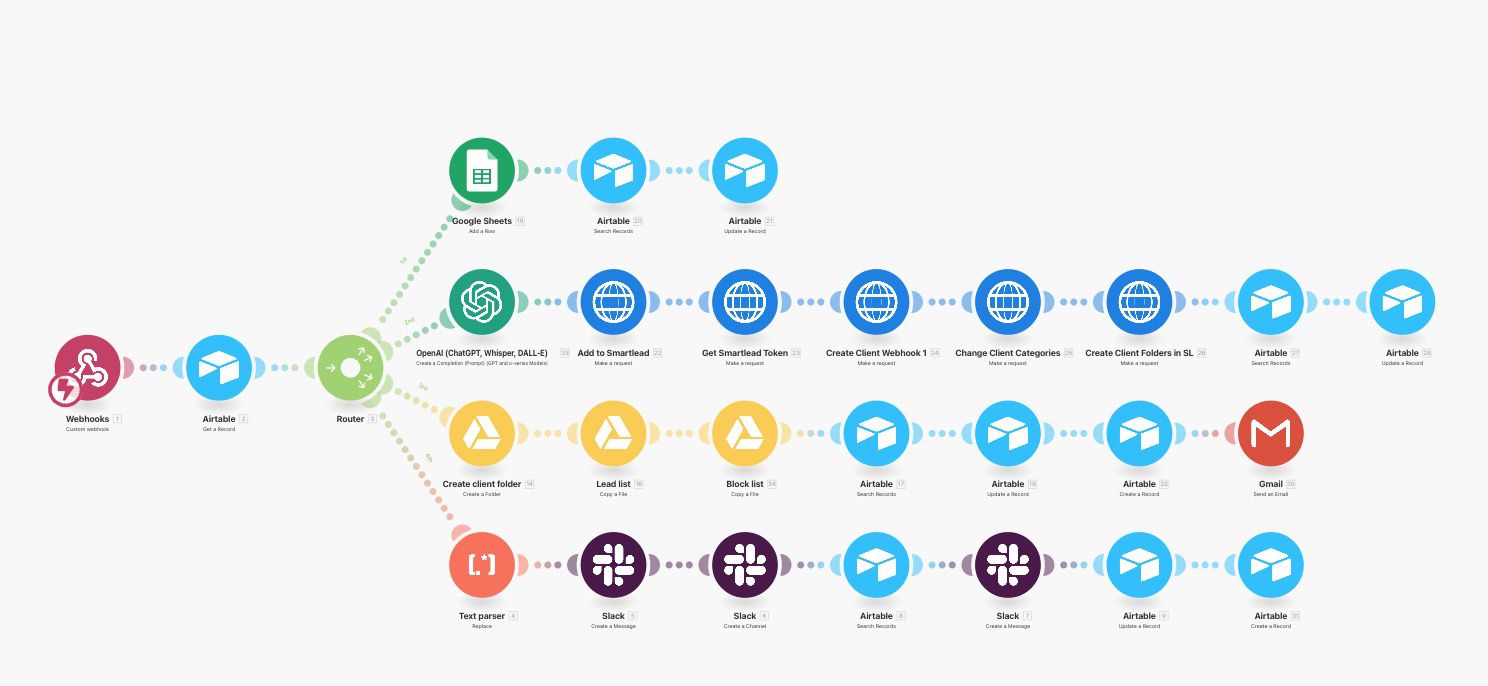 1st
Google Sheets 19
Add a Row
Airtable 20
Search Records
Airtable 21
Update a Record
2nd
OpenAI (ChatGPT, Whisper, DALL-E) 33
Create a Completion (Prompt) (GPT and o-series Models)
Add to Smartlead 22
Make a request
Get Smartlead Token 23
Make a request
Create Client Webhook 1 24
Make a request
Change Client Categories 25
Make a request
Create Client Folders in SL 26
Make a request
Airtable 27
Search Records
Airtable 28
Update a Record
Webhooks 1
Custom webhook
Airtable 2
Get a Record
Router 3
3rd
Create client folder 14
Create a Folder
Lead list 16
Copy a File
Block list 34
Copy a File
Airtable 17
Search Records
Airtable 18
Update a Record
Airtable 32
Create a Record
Gmail 35
Send an Email
4th
Text parser 4
Replace
Slack 5
Create a Message
Slack 6
Create a Channel
Airtable 8
Search Records
Slack 7
Create a Message
Airtable 9
Update a Record
Airtable 31
Create a Record